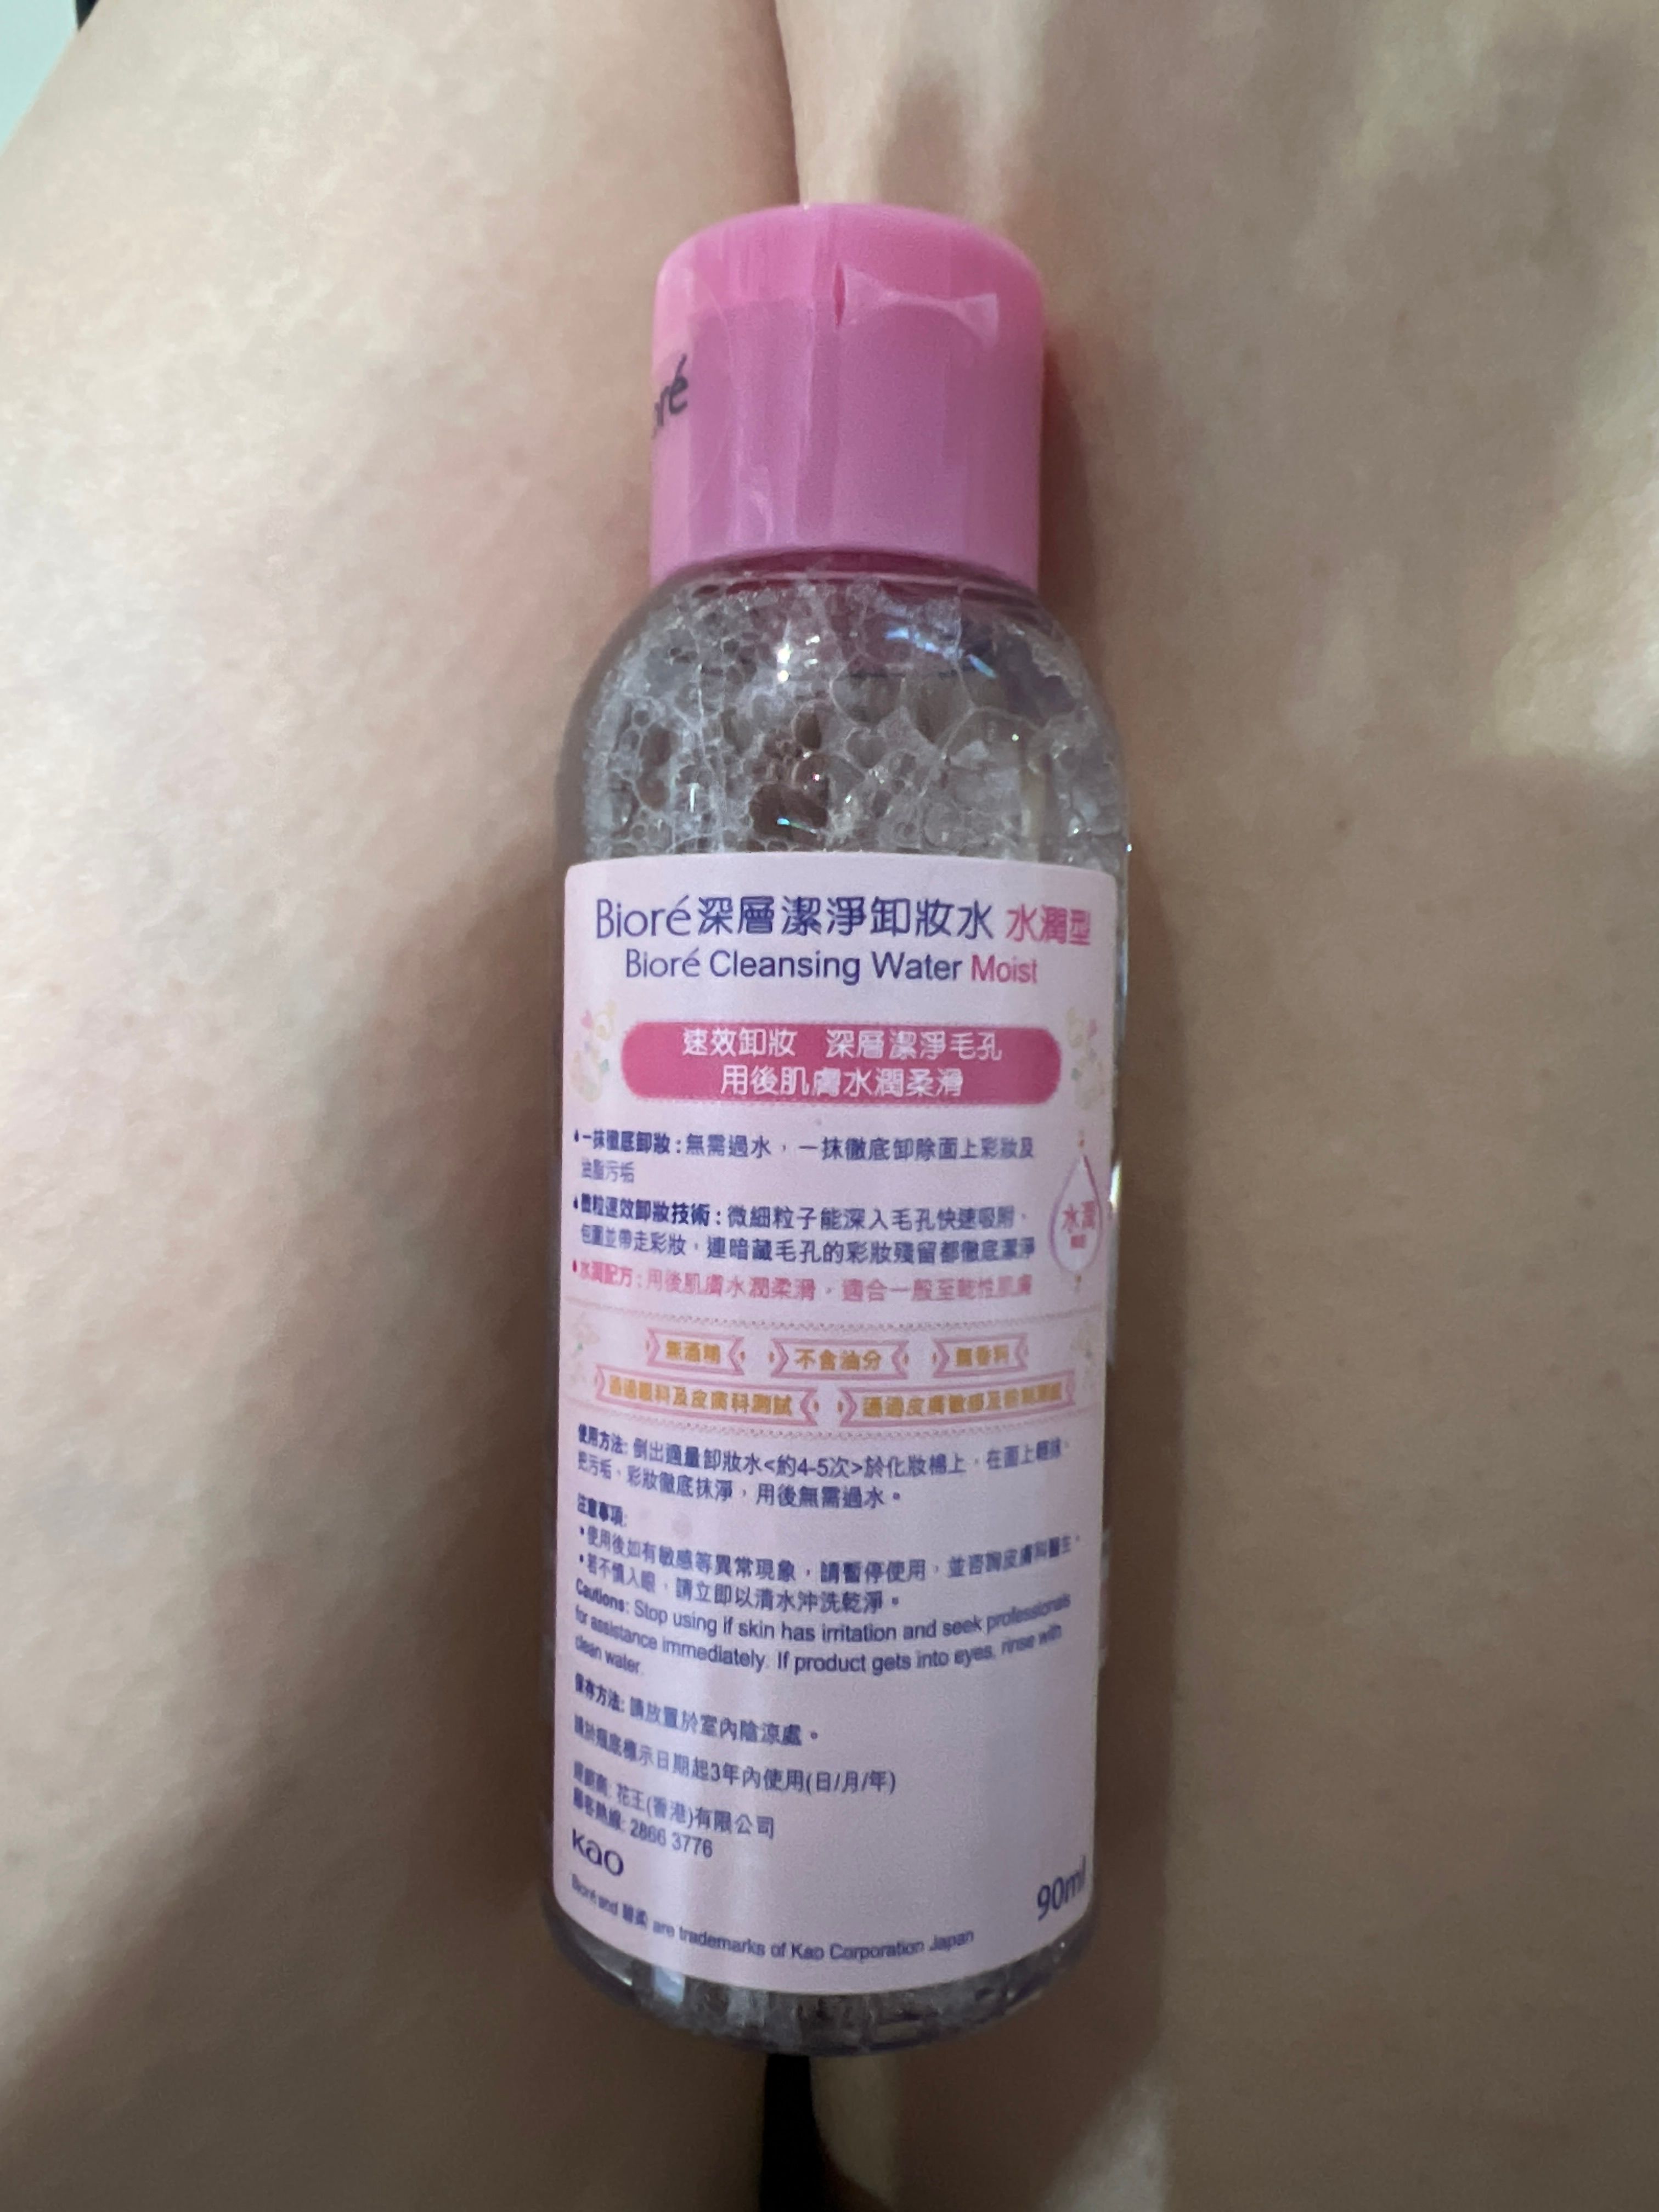 oré
Bioré深層潔淨卸妝水 水潤型
Bioré Cleansing Water Moist
速效卸妝 深層潔淨毛孔
用後肌膚水潤柔滑
一抹徹底卸妝:無需過水，一抹徹底卸除面上彩妝及
油脂污垢
微粒速效卸妝技術:微細粒子能深入毛孔快速吸附、
包圍並帶走彩妝，連暗藏毛孔的彩妝殘留都徹底潔淨
水潤配方:用後肌膚水潤柔滑，適合一般至乾性肌膚
水潤
無酒精 不含油分 無香料
通過眼科及皮膚科測試 通過皮膚敏感及
使用方法: 倒出適量卸妝水<約4-5次>於化妝棉上，在面上輕抹，
把污垢、彩妝徹底抹淨，用後無需過水。
注意事項:
•使用後如有敏感等異常現象，請暫停使用，並咨詢皮膚科醫生。
•若不慎入眼，請立即以清水沖洗乾淨。
Cautions: Stop using if skin has irritation and seek professionals
for assistance immediately. If product gets into eyes, rinse with
clean water.
保存方法: 請放置於室內陰涼處。
請於瓶底標示日期起3年內使用(日/月/年)
經銷商: 花王(香港)有限公司
顧客熱線: 2866 3776
Kao
90ml
Bioré and 碧柔 are trademarks of Kao Corporation Japan